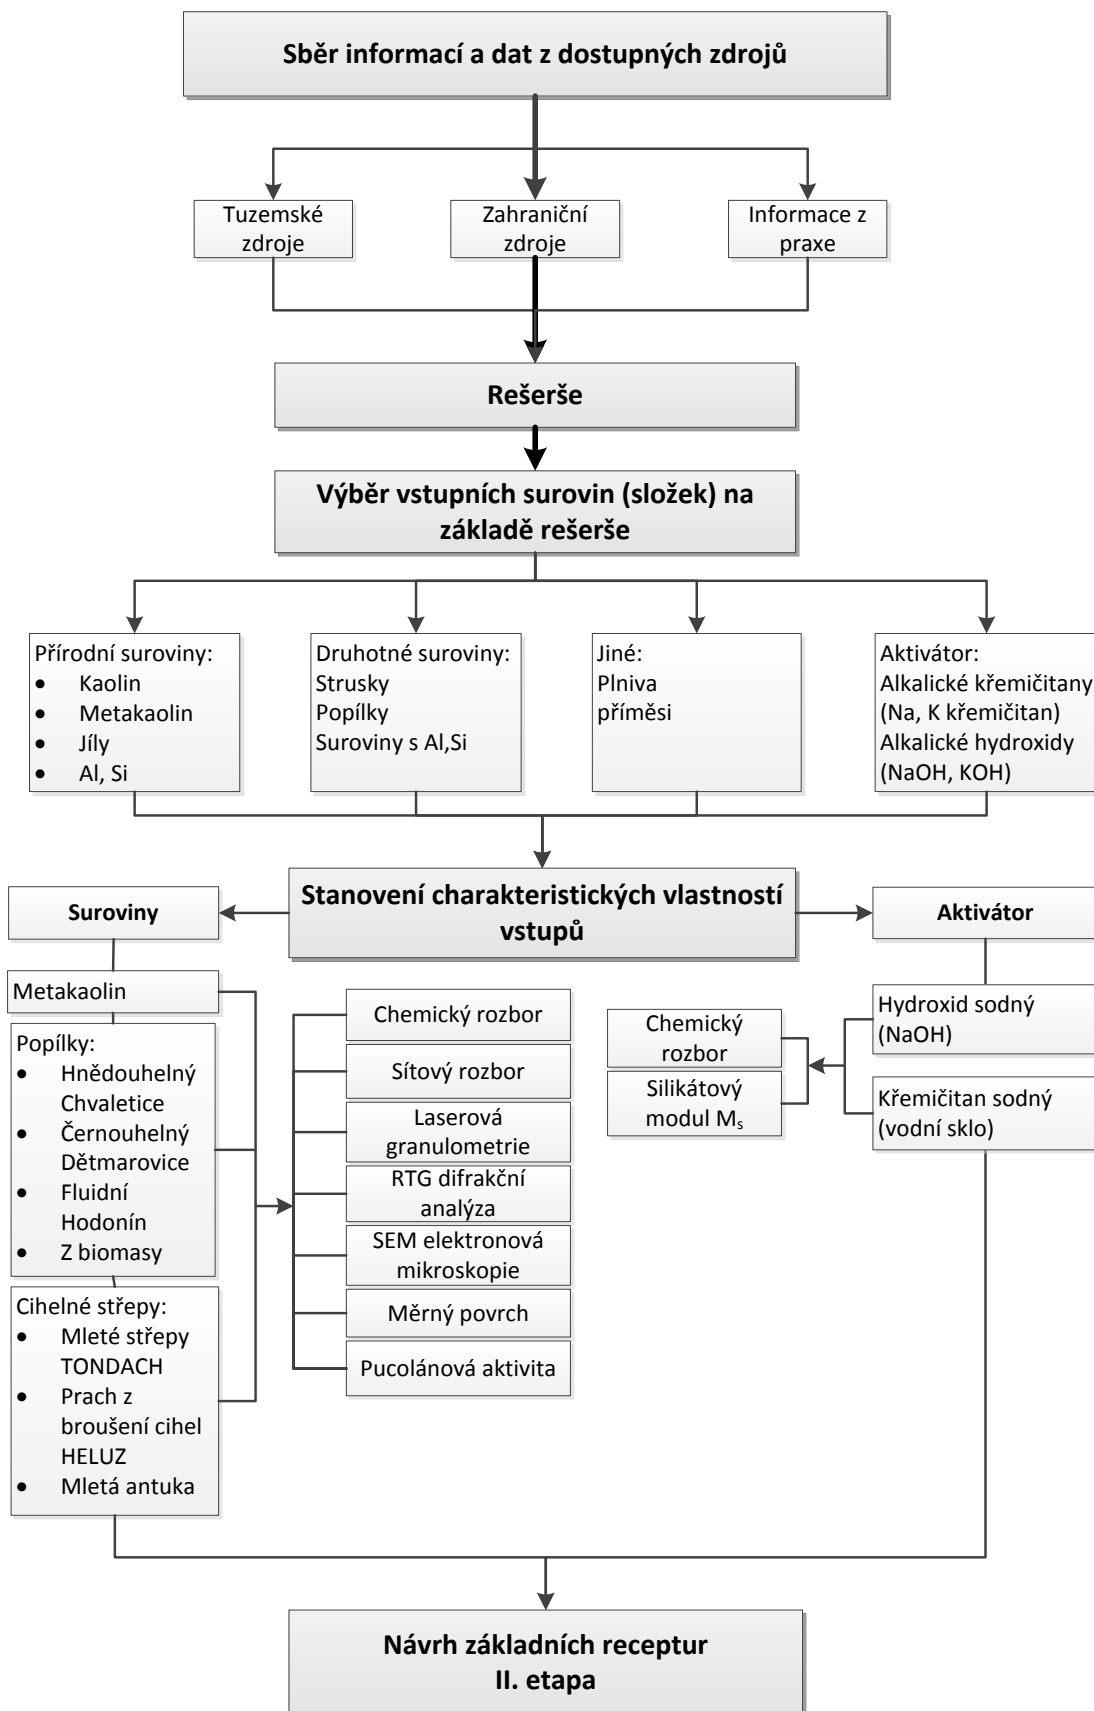 Sběr informací a dat z dostupných zdrojů
Tuzemské
zdroje
Zahraniční
zdroje
Informace z
praxe
Rešerše
Výběr vstupních surovin (složek) na
základě rešerše
Přírodní suroviny:
• Kaolin
• Metakaolin
• Jíly
• Al, Si
Druhotné suroviny:
Strusky
Popílky
Suroviny s Al,Si
Jiné:
Plniva
příměsi
Aktivátor:
Alkalické křemičitany
(Na, K křemičitan)
Alkalické hydroxidy
(NaOH, KOH)
Stanovení charakteristických vlastností
vstupů
Suroviny
Metakaolin
Popílky:
• Hnědouhelný
Chvaletice
• Černouhelný
Dětmarovice
• Fluidní
Hodonín
• Z biomasy
Cihelné střepy:
• Mleté střepy
TONDACH
• Prach z
broušení cihel
HELUZ
• Mletá antuka
Chemický rozbor
Sítový rozbor
Laserová
granulometrie
RTG difrakční
analýza
SEM elektronová
mikroskopie
Měrný povrch
Pucolánová aktivita
Aktivátor
Hydroxid sodný
(NaOH)
Křemičitan sodný
(vodní sklo)
Chemický
rozbor
Silikátový
modul Ms
Návrh základních receptur
II. etapa